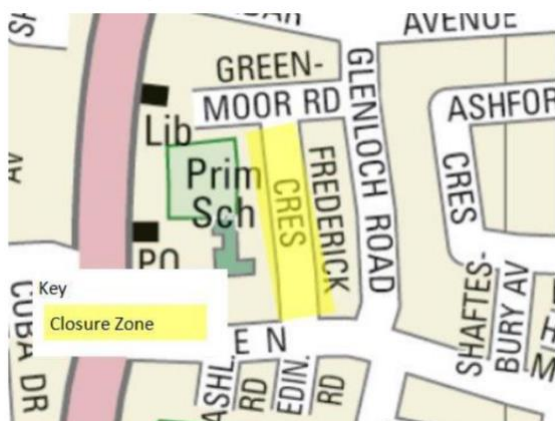 AVENUE
GREEN-
MOOR RD
GLENLOCH ROAD
ASHFOR
Lib
Prim
Sch
CRES
FREDERICK
CRES
AV
PO
Key
Closure Zone
CUBA DR
E N
SHAFTES-
BURY AV
ASHL.
RD
EDIN.
RD